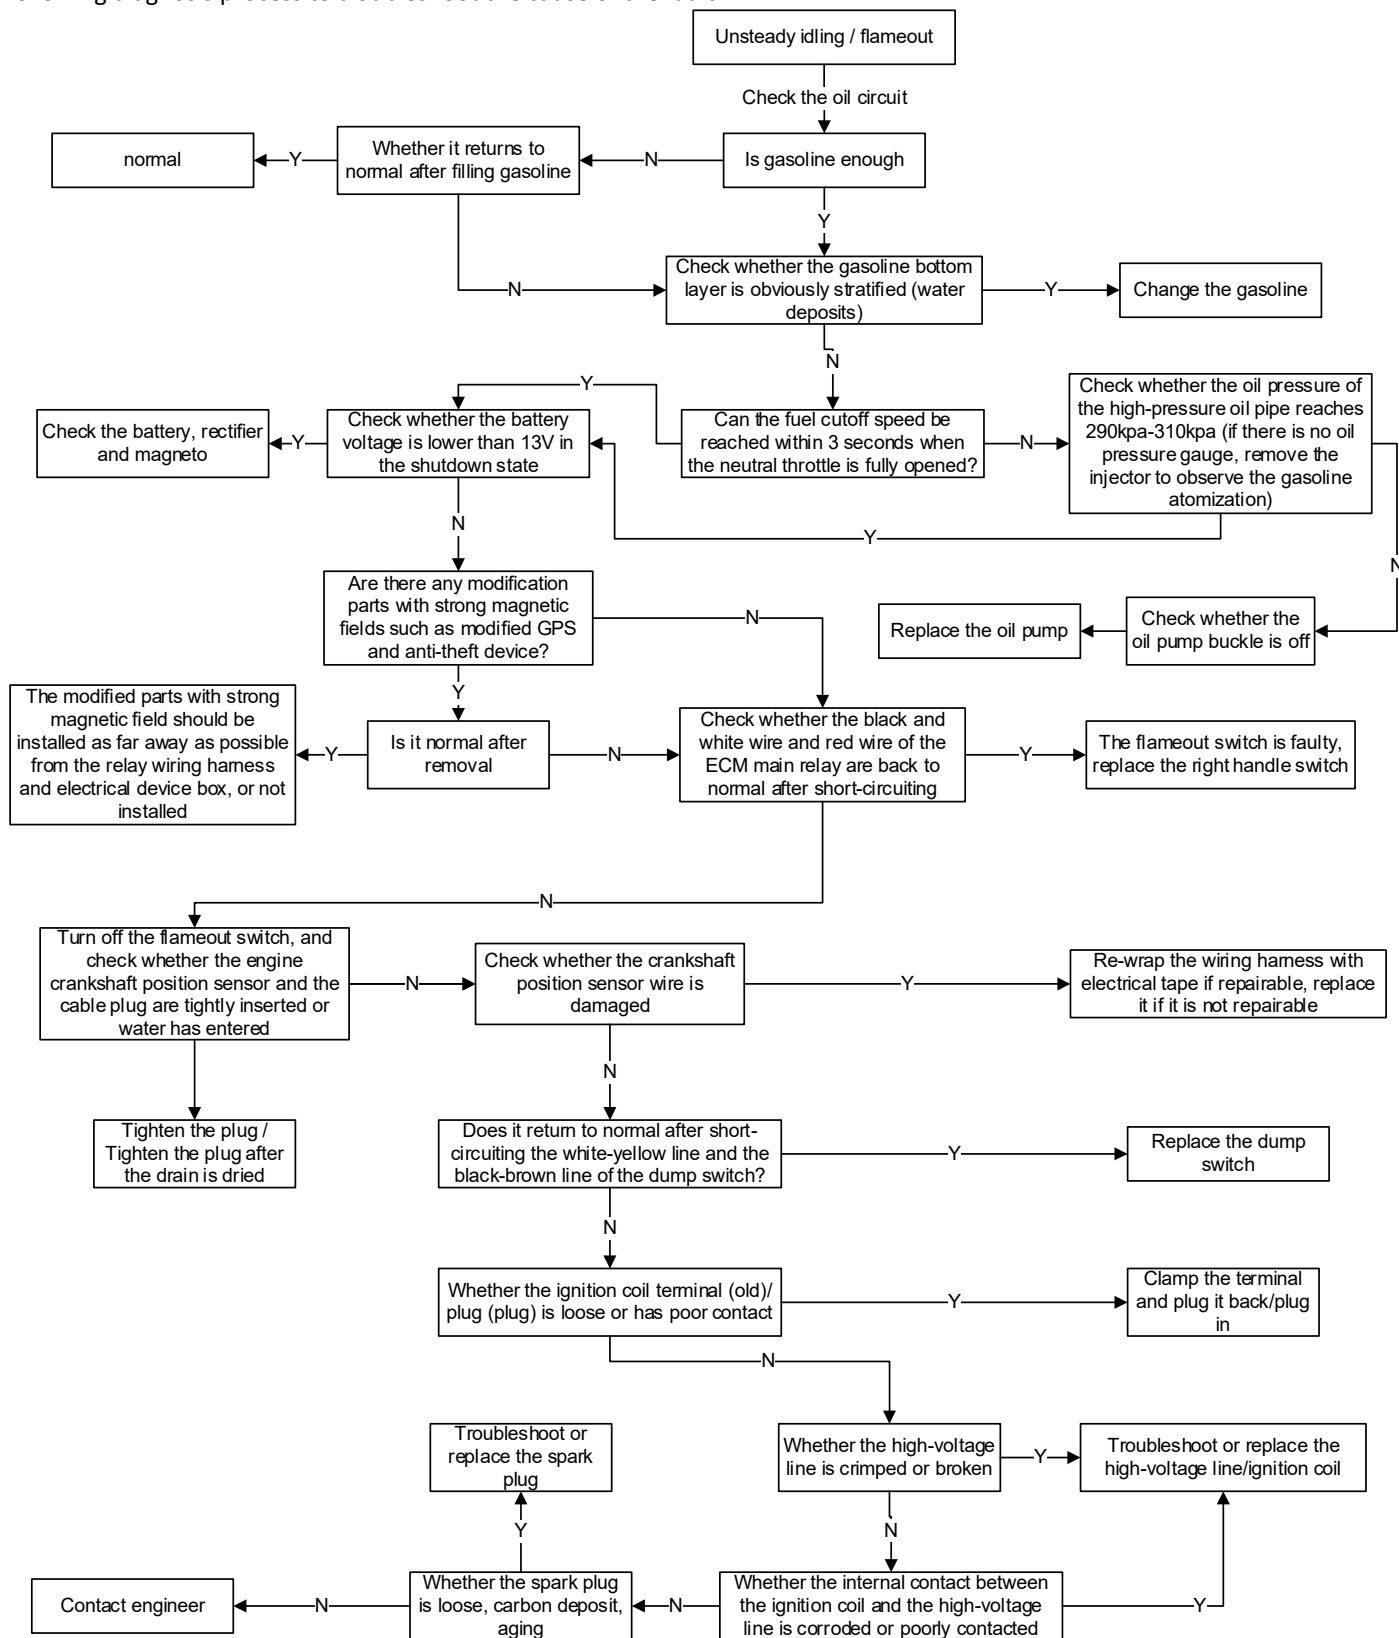 Unsteady idling / flameout
Check the oil circuit
normal
Y
Whether it returns to
normal after filling gasoline
N
Is gasoline enough
Y
N
Check whether the gasoline bottom
layer is obviously stratified (water
deposits)
Y
Change the gasoline
N
Y
Check the battery, rectifier
and magneto
Y
Check whether the battery
voltage is lower than 13V in
the shutdown state
Can the fuel cutoff speed be
reached within 3 seconds when
the neutral throttle is fully opened?
N
Check whether the oil pressure of
the high-pressure oil pipe reaches
290kpa-310kpa (if there is no oil
pressure gauge, remove the
injector to observe the gasoline
atomization)
N
Y
N
Are there any modification
parts with strong magnetic
fields such as modified GPS
and anti-theft device?
N
Replace the oil pump
Check whether the
oil pump buckle is off
Y
The modified parts with strong
magnetic field should be
installed as far away as possible
from the relay wiring harness
and electrical device box, or not
installed
Y
Is it normal after
removal
N
Check whether the black and
white wire and red wire of the
ECM main relay are back to
normal after short-circuiting
Y
The flameout switch is faulty,
replace the right handle switch
N
Turn off the flameout switch, and
check whether the engine
crankshaft position sensor and the
cable plug are tightly inserted or
water has entered
N
Check whether the crankshaft
position sensor wire is
damaged
Y
Re-wrap the wiring harness with
electrical tape if repairable, replace
it if it is not repairable
N
Tighten the plug /
Tighten the plug after
the drain is dried
Does it return to normal after short-
circuiting the white-yellow line and the
black-brown line of the dump switch?
Y
Replace the dump
switch
N
Whether the ignition coil terminal (old)/
plug (plug) is loose or has poor contact
Y
Clamp the terminal
and plug it back/plug
in
N
Troubleshoot or
replace the spark
plug
Whether the high-voltage
line is crimped or broken
Y
Troubleshoot or replace the
high-voltage line/ignition coil
Y
N
Contact engineer
N
Whether the spark plug
is loose, carbon deposit,
aging
N
Whether the internal contact between
the ignition coil and the high-voltage
line is corroded or poorly contacted
Y